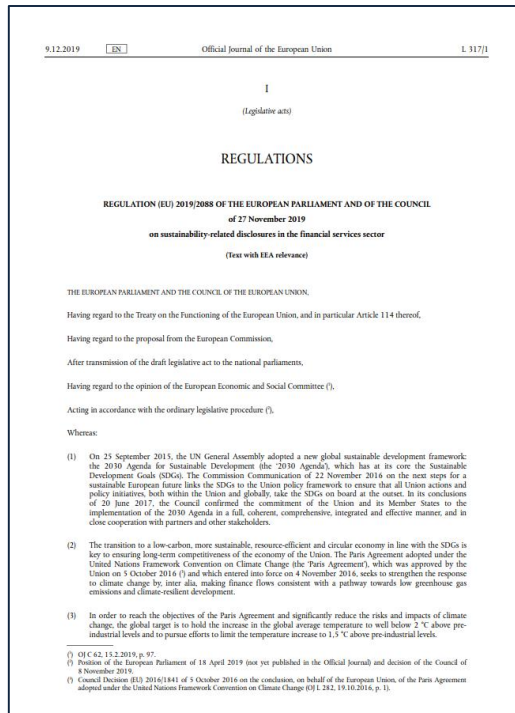 9.12.2019 EN Official Journal of the European Union L 317/1
I
(Legislative acts)
REGULATIONS
REGULATION (EU) 2019/2088 OF THE EUROPEAN PARLIAMENT AND OF THE COUNCIL
of 27 November 2019
on sustainability-related disclosures in the financial services sector
(Text with EEA relevance)
THE EUROPEAN PARLIAMENT AND THE COUNCIL OF THE EUROPEAN UNION,
Having regard to the Treaty on the Functioning of the European Union, and in particular Article 114 thereof,
Having regard to the proposal from the European Commission,
After transmission of the draft legislative act to the national parliaments,
Having regard to the opinion of the European Economic and Social Committee (¹),
Acting in accordance with the ordinary legislative procedure (²),
Whereas:
(1) On 25 September 2015, the UN General Assembly adopted a new global sustainable development framework:
the 2030 Agenda for Sustainable Development (the ‘2030 Agenda’), which has at its core the Sustainable
Development Goals (SDGs). The Commission Communication of 22 November 2016 on the next steps for a
sustainable European future links the SDGs to the Union policy framework to ensure that all Union actions and
policy initiatives, both within the Union and globally, take the SDGs on board at the outset. In its conclusions
of 20 June 2017, the Council confirmed the commitment of the Union and its Member States to the
implementation of the 2030 Agenda in a full, coherent, comprehensive, integrated and effective manner, and in
close cooperation with partners and other stakeholders.
(2) The transition to a low-carbon, more sustainable, resource-efficient and circular economy in line with the SDGs is
key to ensuring long-term competitiveness of the economy of the Union. The Paris Agreement adopted under the
United Nations Framework Convention on Climate Change (the ‘Paris Agreement’), which was approved by the
Union on 5 October 2016 (³) and which entered into force on 4 November 2016, seeks to strengthen the response
to climate change by, inter alia, making finance flows consistent with a pathway towards low greenhouse gas
emissions and climate-resilient development.
(3) In order to reach the objectives of the Paris Agreement and significantly reduce the risks and impacts of climate
change, the global target is to hold the increase in the global average temperature to well below 2 °C above pre-
industrial levels and to pursue efforts to limit the temperature increase to 1,5 °C above pre-industrial levels.
(¹) OJ C 62, 15.2.2019, p. 97.
(²) Position of the European Parliament of 18 April 2019 (not yet published in the Official Journal) and decision of the Council of
8 November 2019.
(³) Council Decision (EU) 2016/1841 of 5 October 2016 on the conclusion, on behalf of the European Union, of the Paris Agreement
adopted under the United Nations Framework Convention on Climate Change (OJ L 282, 19.10.2016, p. 1).